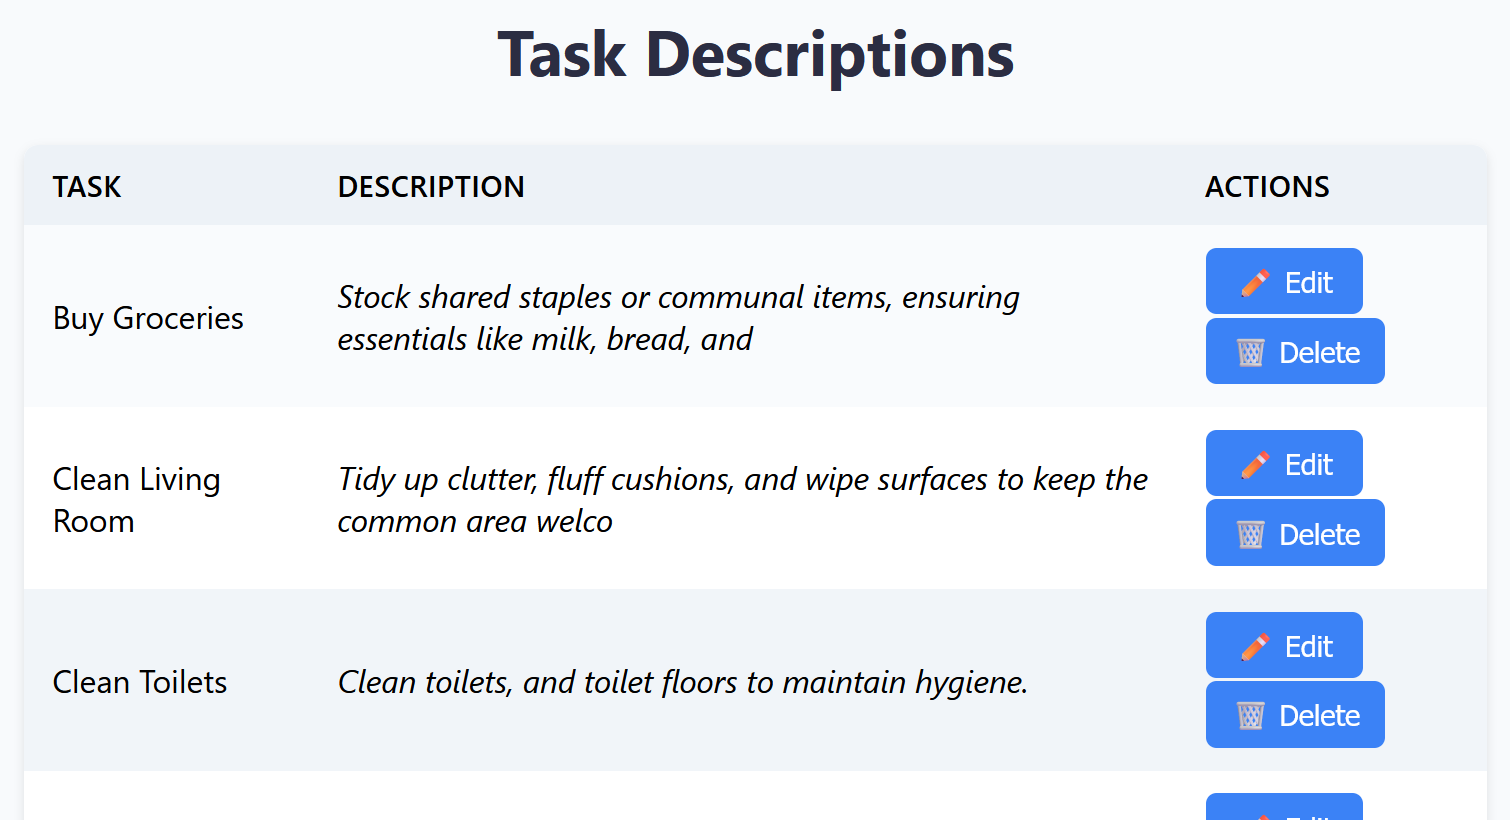 Task Descriptions
TASK DESCRIPTION ACTIONS
Buy Groceries
Stock shared staples or communal items, ensuring
essentials like milk, bread, and
Edit
Delete
Clean Living
Room
Tidy up clutter, fluff cushions, and wipe surfaces to keep the
common area welco
Edit
Delete
Clean Toilets
Clean toilets, and toilet floors to maintain hygiene.
Edit
Delete